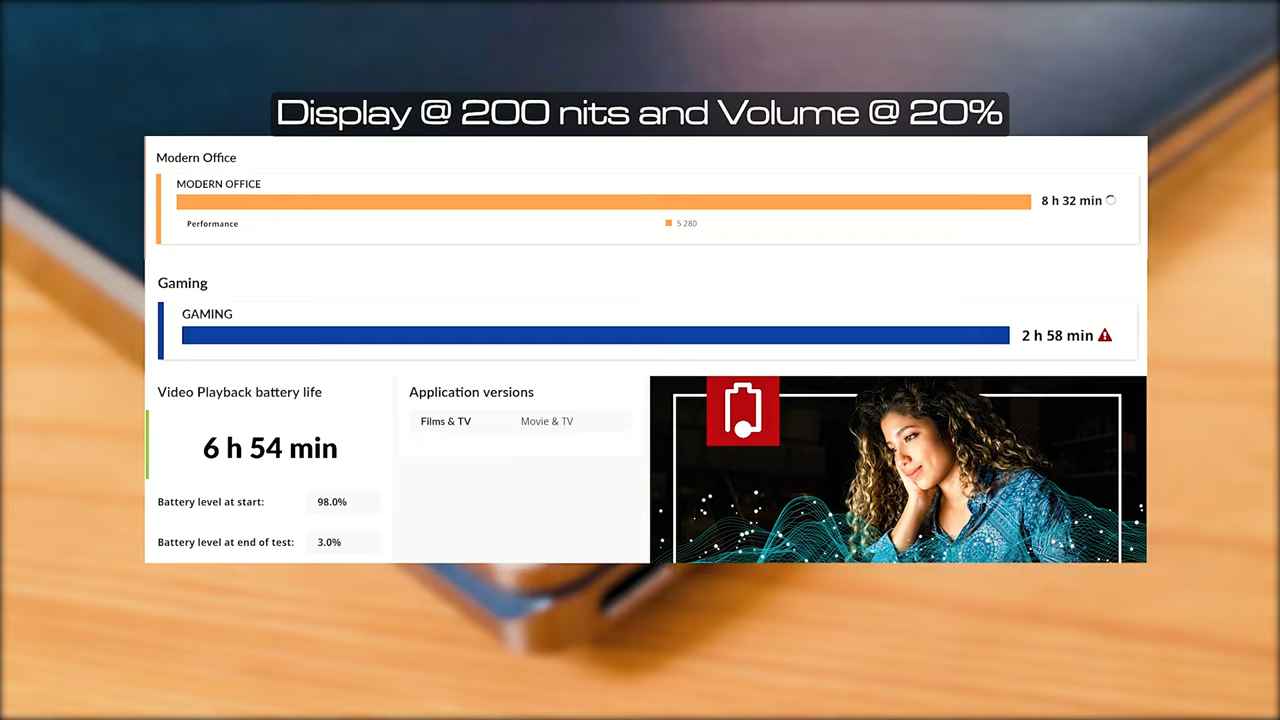 Display @ 200 nits and Volume @ 20%
Modern Office
MODERN OFFICE
8 h 32 min
Performance
5 280
Gaming
GAMING
2 h 58 min
Video Playback battery life
6 h 54 min
Battery level at start: 98.0%
Battery level at end of test: 3.0%
Application versions
Films & TV Movie & TV